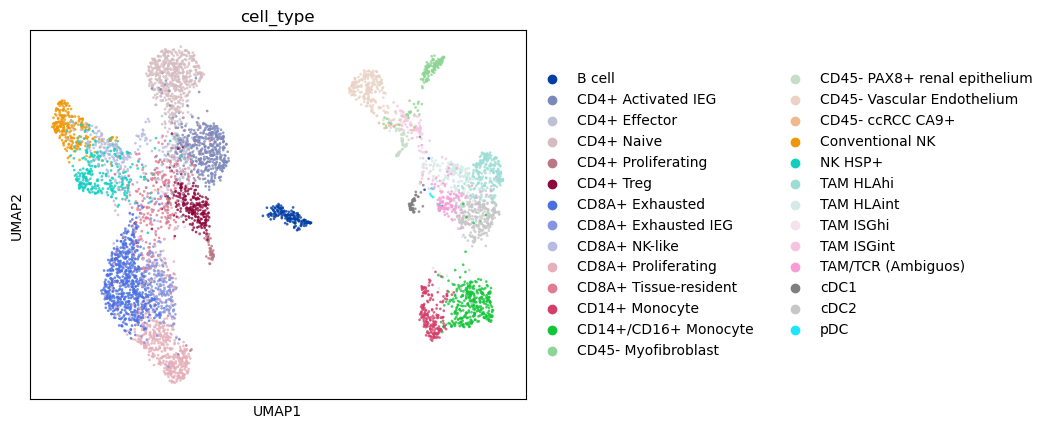 cell_type
UMAP2
UMAP1
B cell
CD4+ Activated IEG
CD4+ Effector
CD4+ Naive
CD4+ Proliferating
CD4+ Treg
CD8A+ Exhausted
CD8A+ Exhausted IEG
CD8A+ NK-like
CD8A+ Proliferating
CD8A+ Tissue-resident
CD14+ Monocyte
CD14+/CD16+ Monocyte
CD45- Myofibroblast
CD45- PAX8+ renal epithelium
CD45- Vascular Endothelium
CD45- ccRCC CA9+
Conventional NK
NK HSP+
TAM HLAhi
TAM HLAint
TAM ISGhi
TAM ISGint
TAM/TCR (Ambiguos)
cDC1
cDC2
pDC